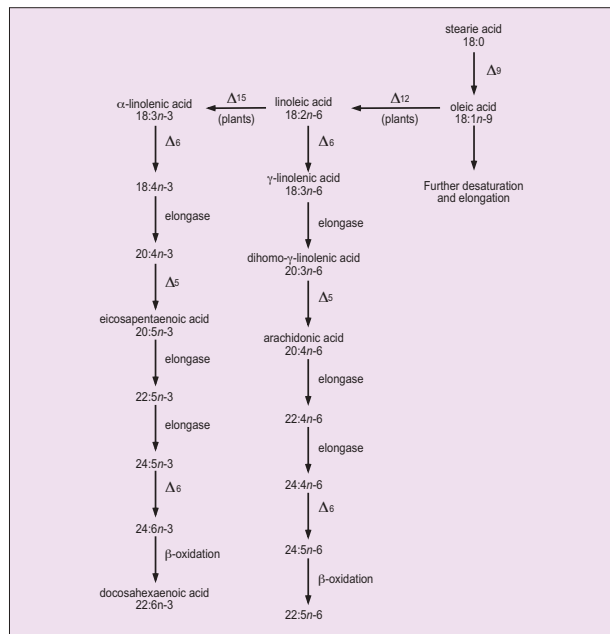 stearie acid
18:0
Δ9
α-linolenic acid
18:3n-3
Δ15
(plants)
linoleic acid
18:2n-6
Δ12
(plants)
oleic acid
18:1n-9
Δ6
18:4n-3
elongase
20:4n-3
Δ5
eicosapentaenoic acid
20:5n-3
elongase
22:5n-3
elongase
24:5n-3
Δ6
24:6n-3
β-oxidation
docosahexaenoic acid
22:6n-3
Δ6
γ-linolenic acid
18:3n-6
elongase
dihomo-γ-linolenic acid
20:3n-6
Δ5
arachidonic acid
20:4n-6
elongase
22:4n-6
elongase
24:4n-6
Δ6
24:5n-6
β-oxidation
22:5n-6
Further desaturation
and elongation